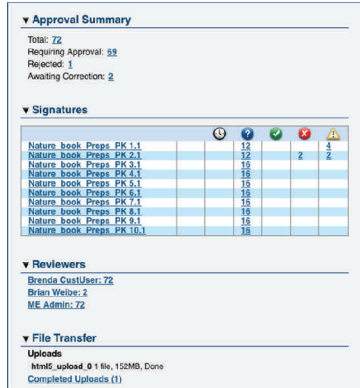 ▼ Approval Summary
Total: 72
Requiring Approval: 69
Rejected: 1
Awaiting Correction: 2
▼ Signatures
Nature_book_Preps_PK 1.1 12 4
Nature_book_Preps_PK 2.1 12 2 2
Nature_book_Preps_PK 3.1 16
Nature_book_Preps_PK 4.1 16
Nature_book_Preps_PK 5.1 16
Nature_book_Preps_PK 6.1 16
Nature_book_Preps_PK 7.1 16
Nature_book_Preps_PK 8.1 16
Nature_book_Preps_PK 9.1 16
Nature_book_Preps_PK 10.1 16
▼ Reviewers
Brenda CustUser: 72
Brian Weibe: 2
ME Admin: 72
▼ File Transfer
Uploads
html5_upload_0 1 file, 152MB, Done
Completed Uploads (1)